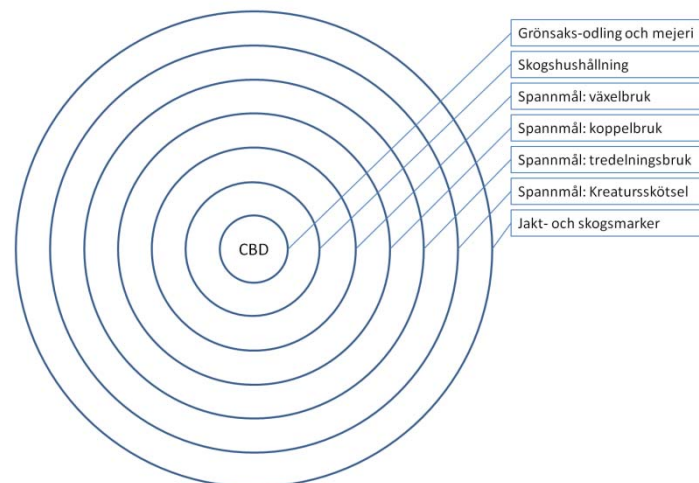 Grönsaks-odling och mejeri
Skogshushållning
Spannmål: växelbruk
Spannmål: koppelbruk
Spannmål: tredelningsbruk
Spannmål: Kreatursskötsel
Jakt- och skogsmarker
CBD